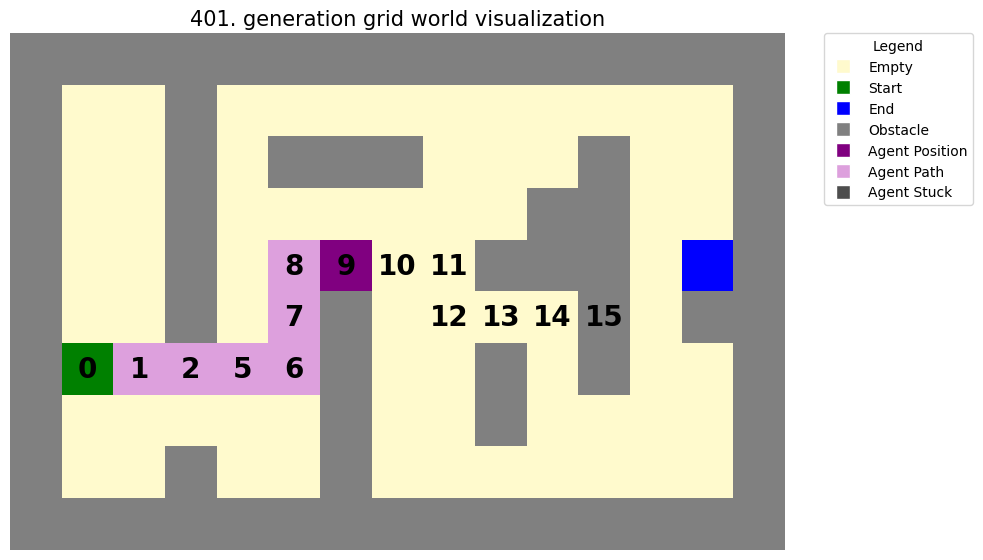 401. generation grid world visualization
Legend
Empty
Start
End
Obstacle
Agent Position
Agent Path
Agent Stuck
8 9 10 11
7 12 13 14 15
0 1 2 5 6